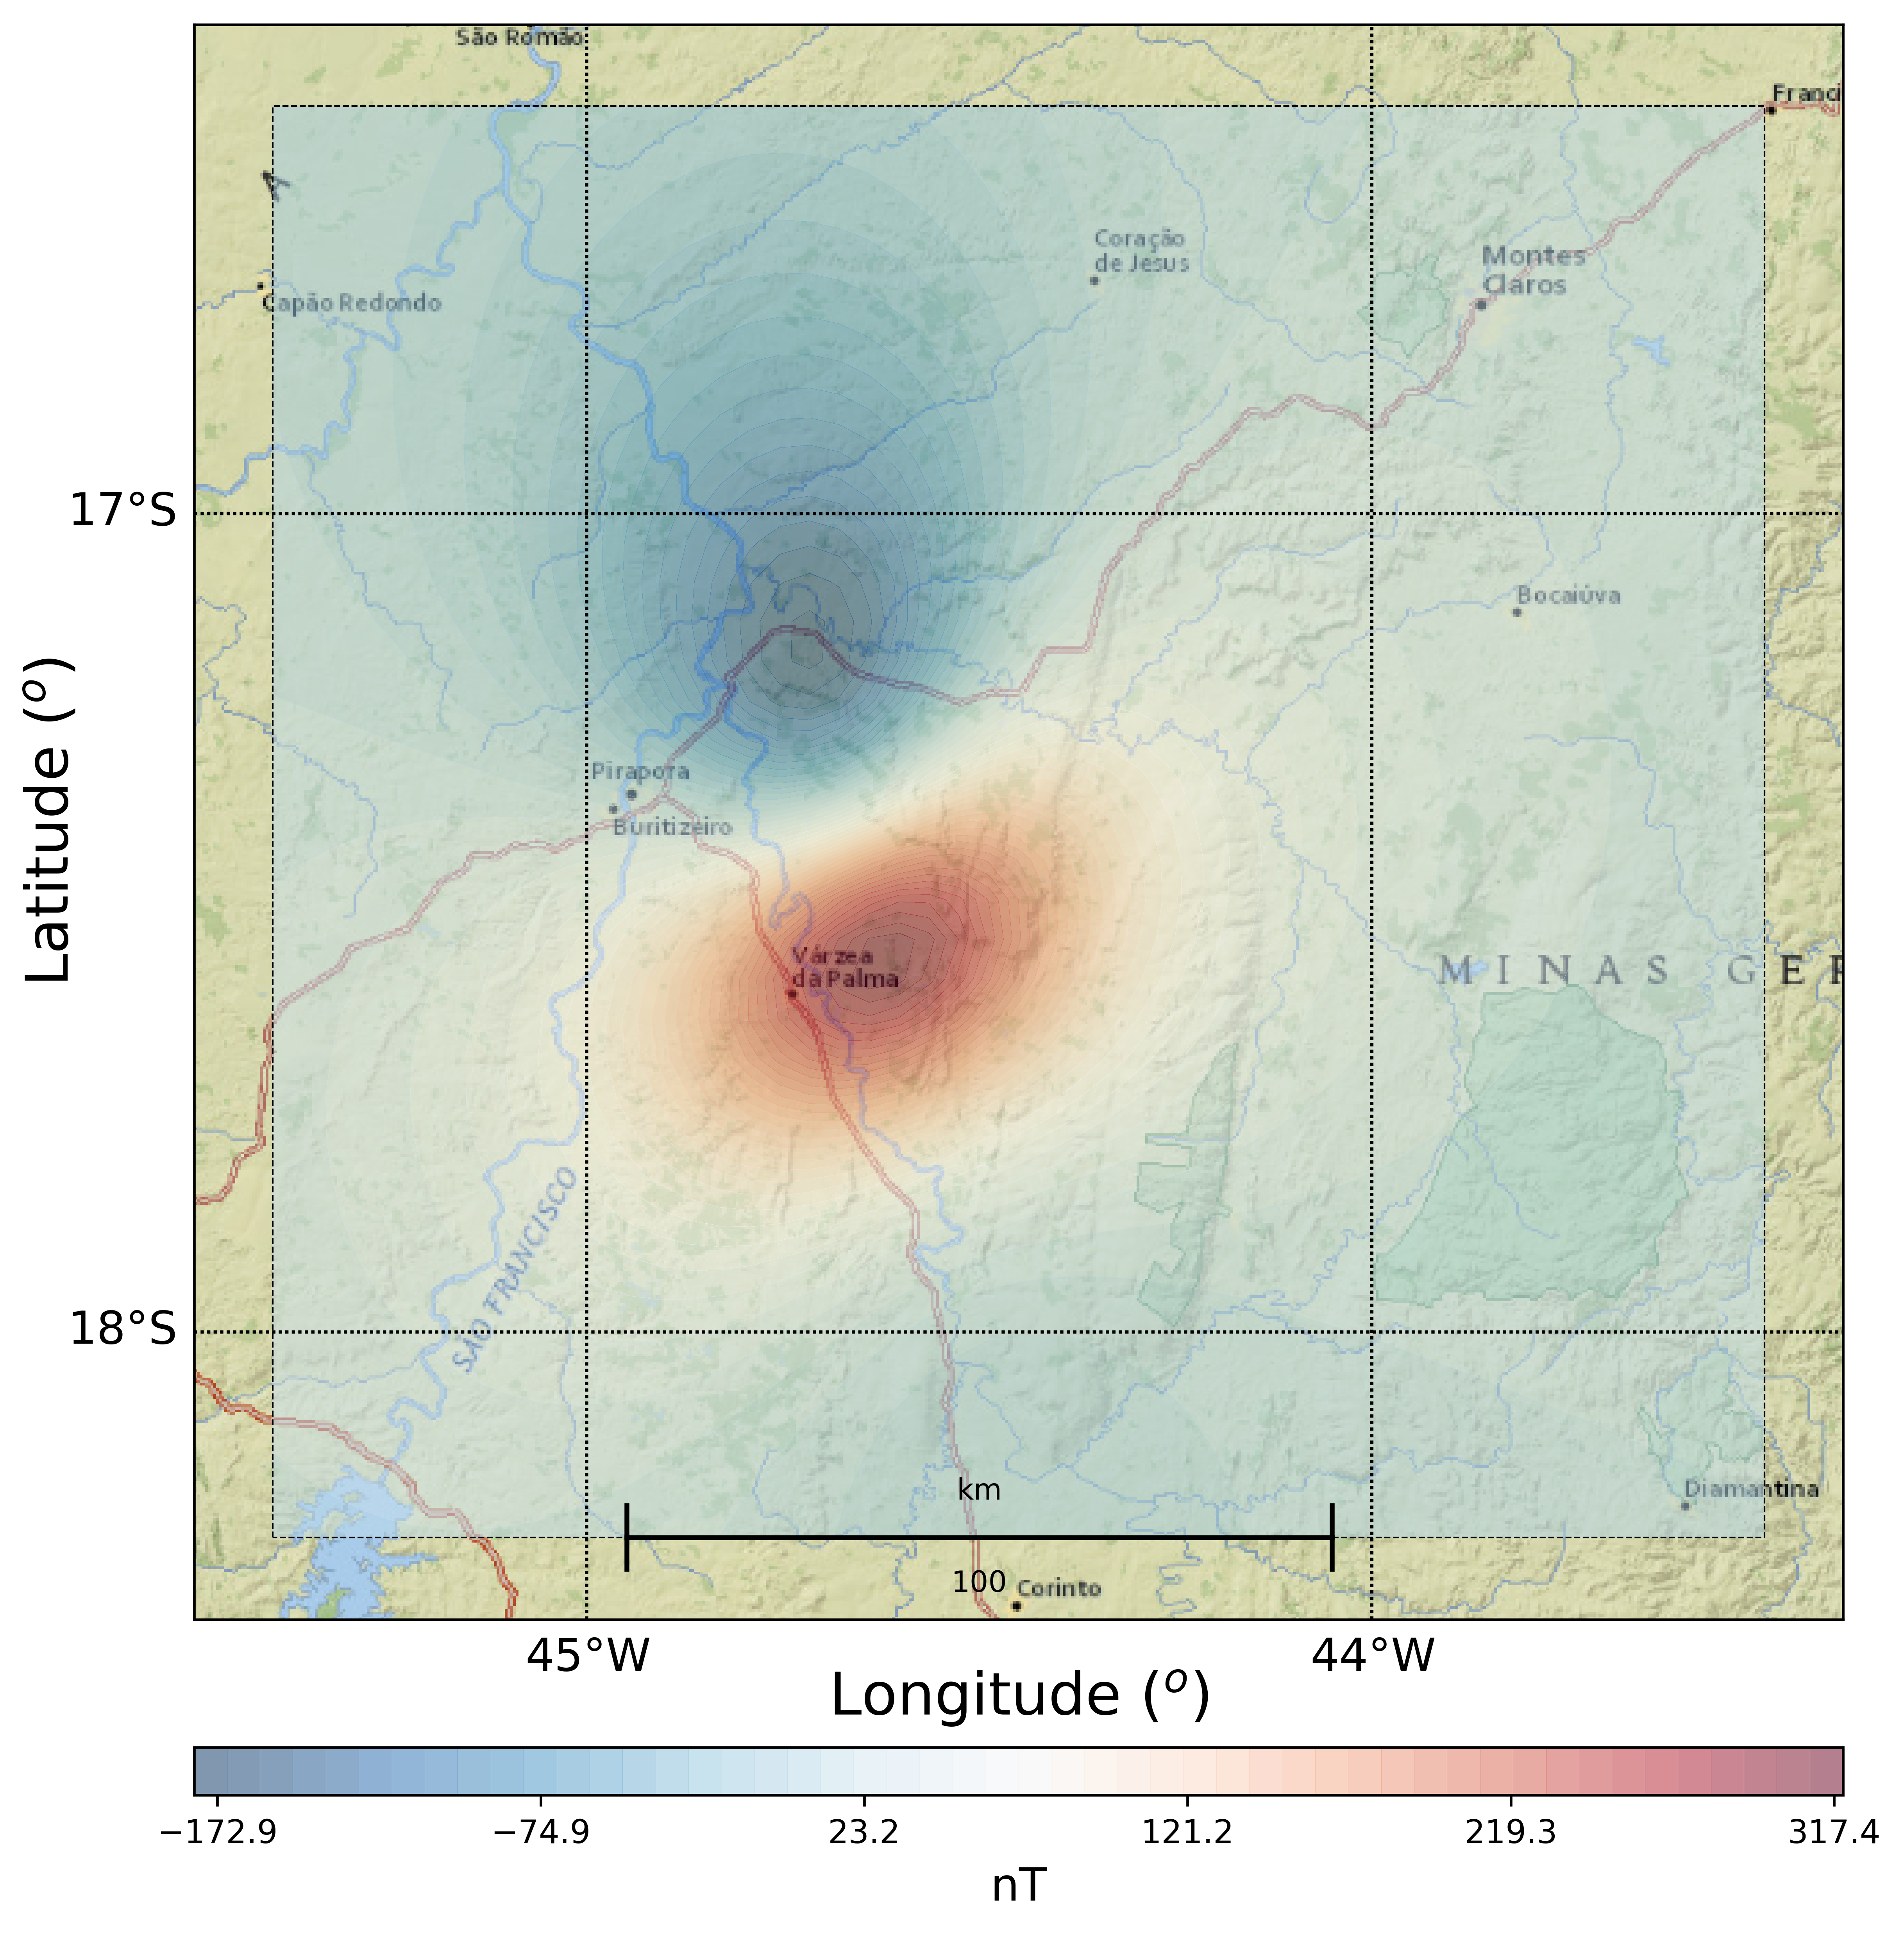 São Romão
Franci
A
Coração
de Jesus
Montes
Claros
Capão Redondo
17°S
Bocaiúva
Latitude (o)
Pirapora
Buritizeiro
Várzea
da Palma
MINAS GER
SÃO FRANCISCO
18°S
km
Diamantina
100
Corinto
45°W
44°W
Longitude (o)
−172.9
−74.9
23.2
121.2
219.3
317.4
nT